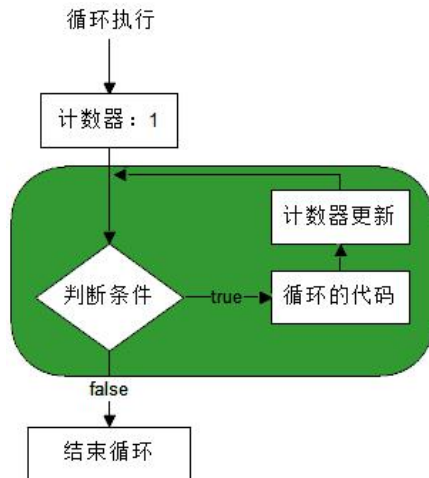 循环执行
计数器：1
计数器更新
判断条件
true
循环的代码
false
结束循环